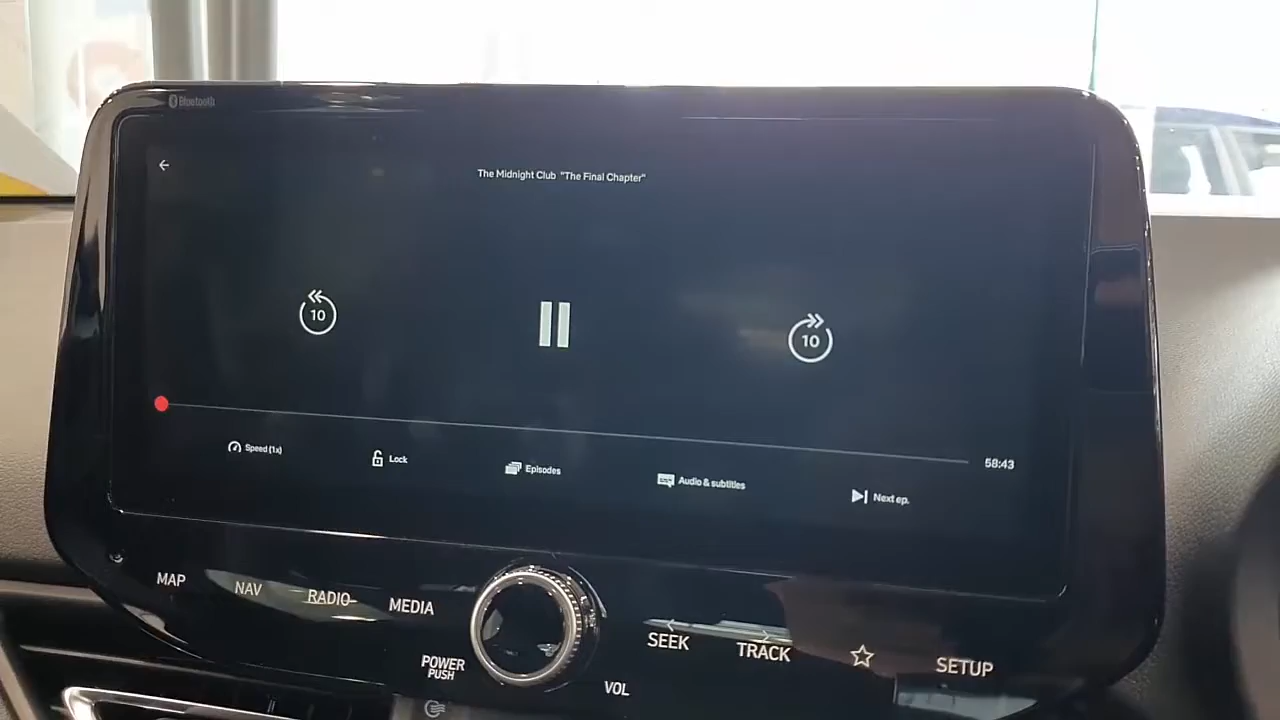 Bluetooth
The Midnight Club "The Final Chapter"
10
10
58:43
Speed (1x)
Lock
Episodes
Audio & subtitles
Next ep.
MAP
NAV
RADIO
MEDIA
SEEK
TRACK
SETUP
POWER
PUSH
VOL